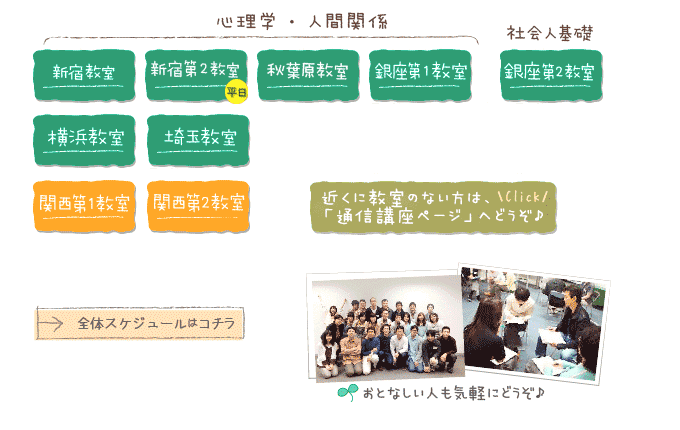 心理学・人間関係
社会人基礎
新宿教室
新宿第2教室
平日
秋葉原教室
銀座第1教室
銀座第2教室
横浜教室
埼玉教室
関西第1教室
関西第2教室
近くに教室のない方は、\Click/
「通信講座ページ」へどうぞ♪
全体スケジュールはコチラ
おとなしい人も気軽にどうぞ♪